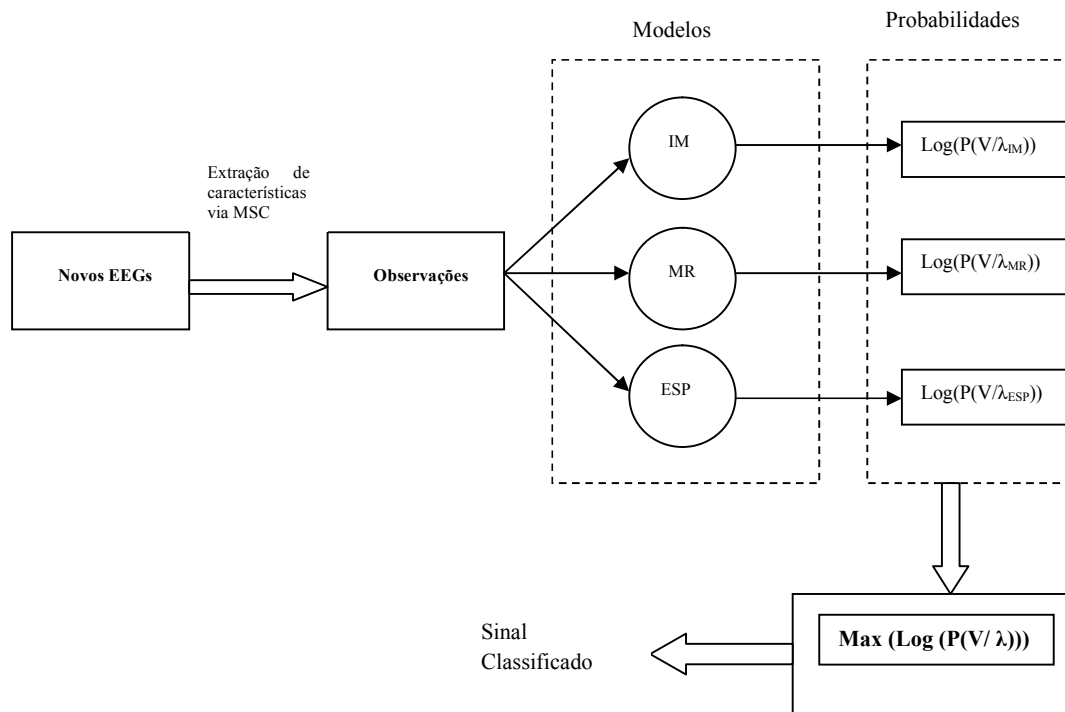 Modelos
Probabilidades
Extração de
características
via MSC
Novos EEGs
Observações
IM
MR
ESP
Log(P(V/λIM))
Log(P(V/λMR))
Log(P(V/λESP))
Max (Log (P(V/ λ)))
Sinal
Classificado